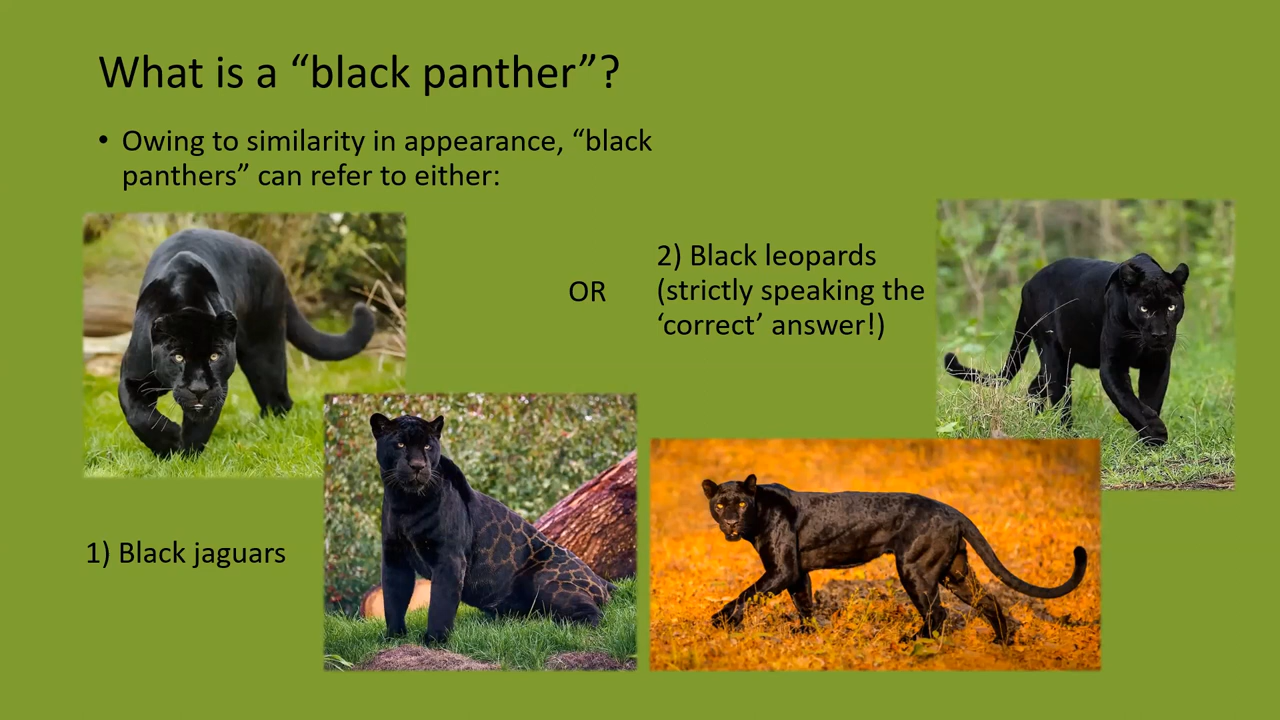 What is a “black panther”?
• Owing to similarity in appearance, “black
panthers” can refer to either:
1) Black jaguars
OR
2) Black leopards
(strictly speaking the
‘correct’ answer!)